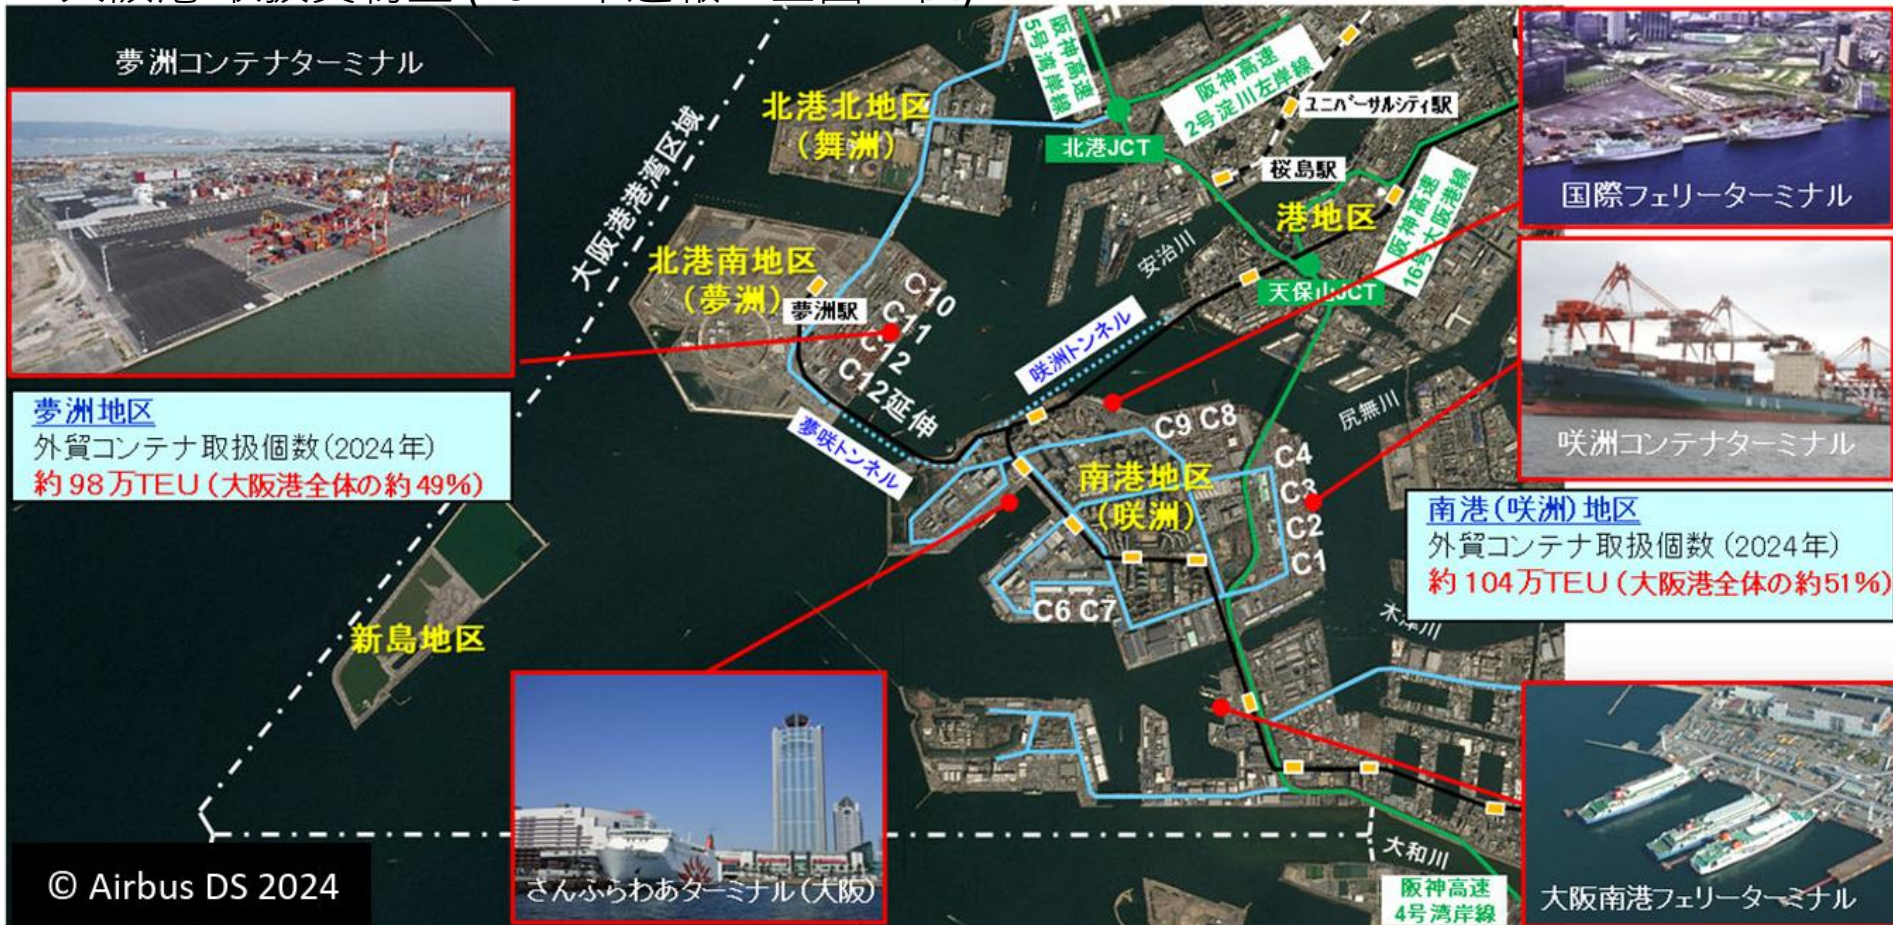 夢洲コンテナターミナル
大阪港港湾区域
北港北地区
(舞洲)
阪神高速
5号湾岸線
阪神高速
2号淀川左岸線
ユニバーサルシティ駅
北港JCT
桜島駅
港地区
阪神高速
16号大阪港線
国際フェリーターミナル
安治川
北港南地区
(夢洲)
夢洲駅
天保山JCT
C10
C11
C12
C12延伸
咲洲トンネル
夢咲トンネル
尻無川
咲洲コンテナターミナル
夢洲地区
外貿コンテナ取扱個数(2024年)
約98万TEU(大阪港全体の約49%)
C9 C8
南港地区
(咲洲)
C4
C3
C2
C1
C6 C7
南港(咲洲)地区
外貿コンテナ取扱個数(2024年)
約104万TEU(大阪港全体の約51%)
木津川
新島地区
さんふらわあターミナル(大阪)
大和川
阪神高速
4号湾岸線
大阪南港フェリーターミナル
© Airbus DS 2024